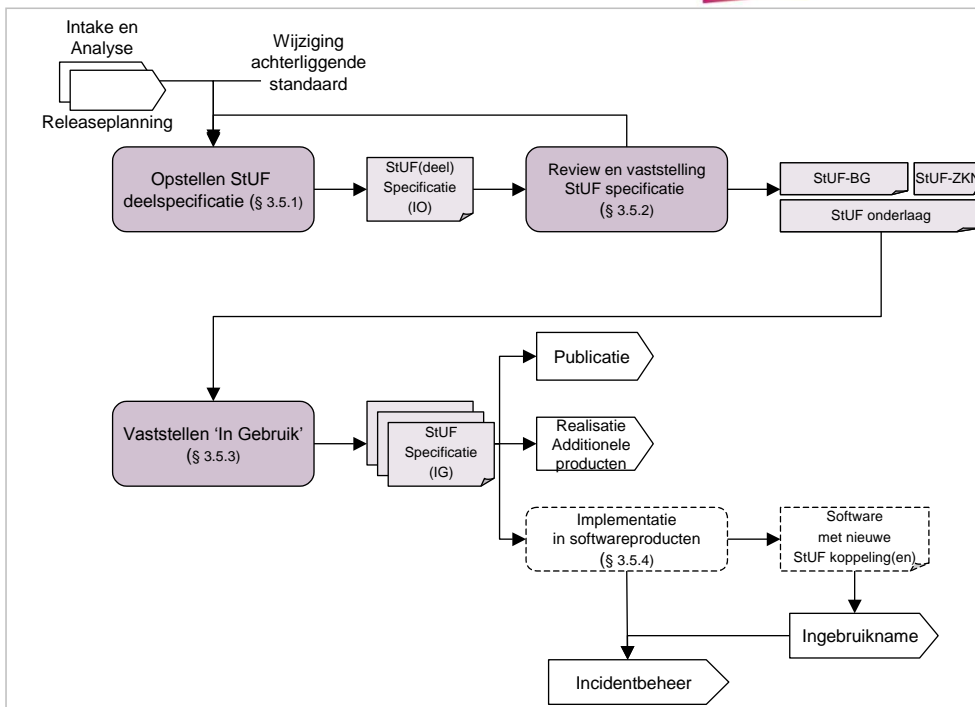 Intake en
Analyse
Wijziging
achterliggende
standaard
Releaseplanning
Opstellen StUF
deelspecificatie (§ 3.5.1)
StUF(deel)
Specificatie
(IO)
Review en vaststelling
StUF specificatie
(§ 3.5.2)
StUF-BG
StUF-ZKN
StUF onderlaag
Vaststellen ‘In Gebruik’
(§ 3.5.3)
StUF
Specificatie
(IG)
Publicatie
Realisatie
Additionele
producten
Implementatie
in softwareproducten
(§ 3.5.4)
Software
met nieuwe
StUF koppeling(en)
Ingebruikname
Incidentbeheer